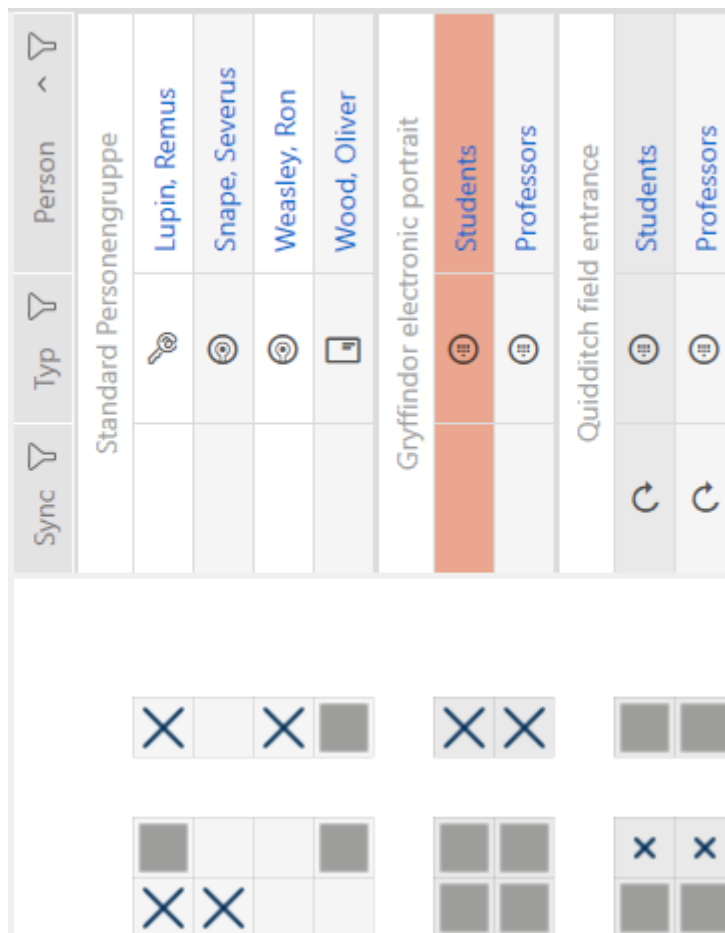 Sync Typ Person
Standard Personengruppe
Lupin, Remus
Snape, Severus
Weasley, Ron
Wood, Oliver
Gryffindor electronic portrait
Students
Professors
Quidditch field entrance
Students
Professors